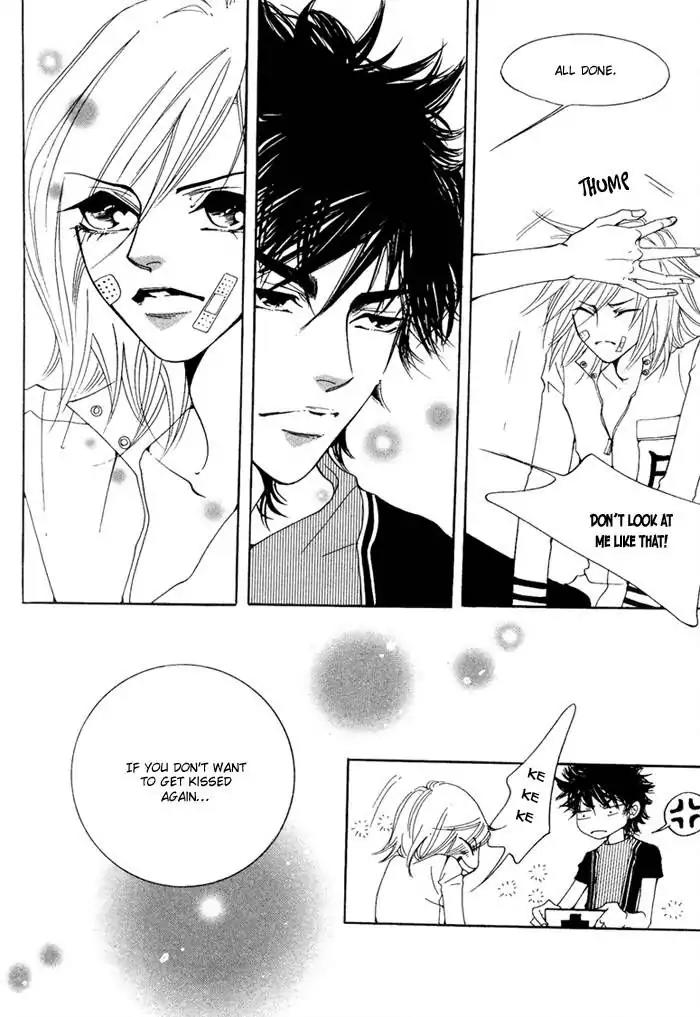 ALL DONE.
THUMP
DON'T LOOK AT
ME LIKE THAT!
IF YOU DON'T WANT
TO GET KISSED
AGAIN...
KE
KE
KE